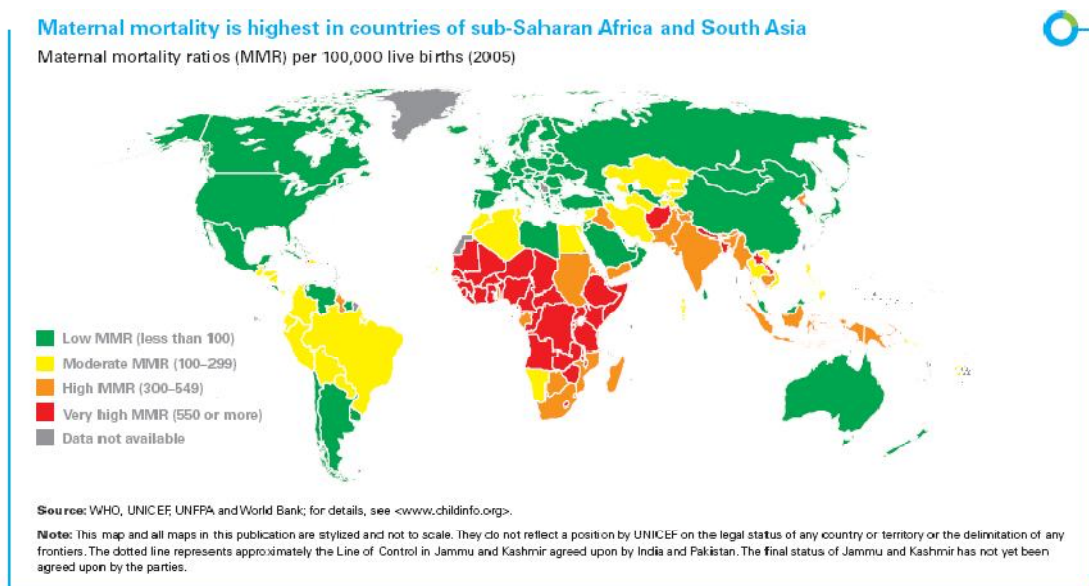 Maternal mortality is highest in countries of sub-Saharan Africa and South Asia
Maternal mortality ratios (MMR) per 100,000 live births (2005)
Low MMR (less than 100)
Moderate MMR (100–299)
High MMR (300–549)
Very high MMR (550 or more)
Data not available
Source: WHO, UNICEF, UNFPA and World Bank; for details, see <www.childinfo.org>.
Note: This map and all maps in this publication are stylized and not to scale. They do not reflect a position by UNICEF on the legal status of any country or territory or the delimitation of any
frontiers. The dotted line represents approximately the Line of Control in Jammu and Kashmir agreed upon by India and Pakistan. The final status of Jammu and Kashmir has not yet been
agreed upon by the parties.